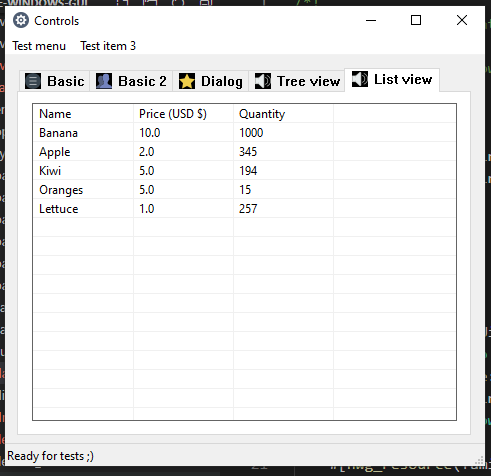 Controls
Test menu Test item 3
Basic Basic 2 Dialog Tree view List view
Name Price (USD $) Quantity
Banana 10.0 1000
Apple 2.0 345
Kiwi 5.0 194
Oranges 5.0 15
Lettuce 1.0 257
Ready for tests ;)